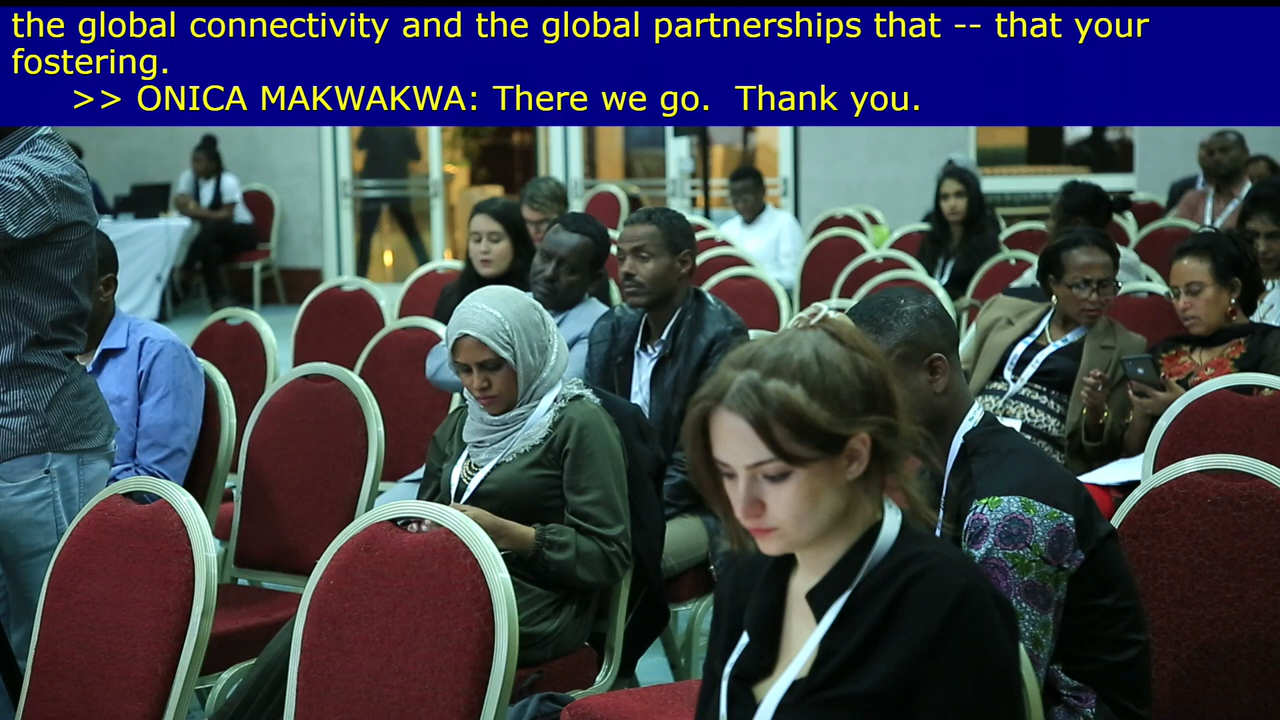 the global connectivity and the global partnerships that -- that your
fostering.
>> ONICA MAKWAKWA: There we go.  Thank you.